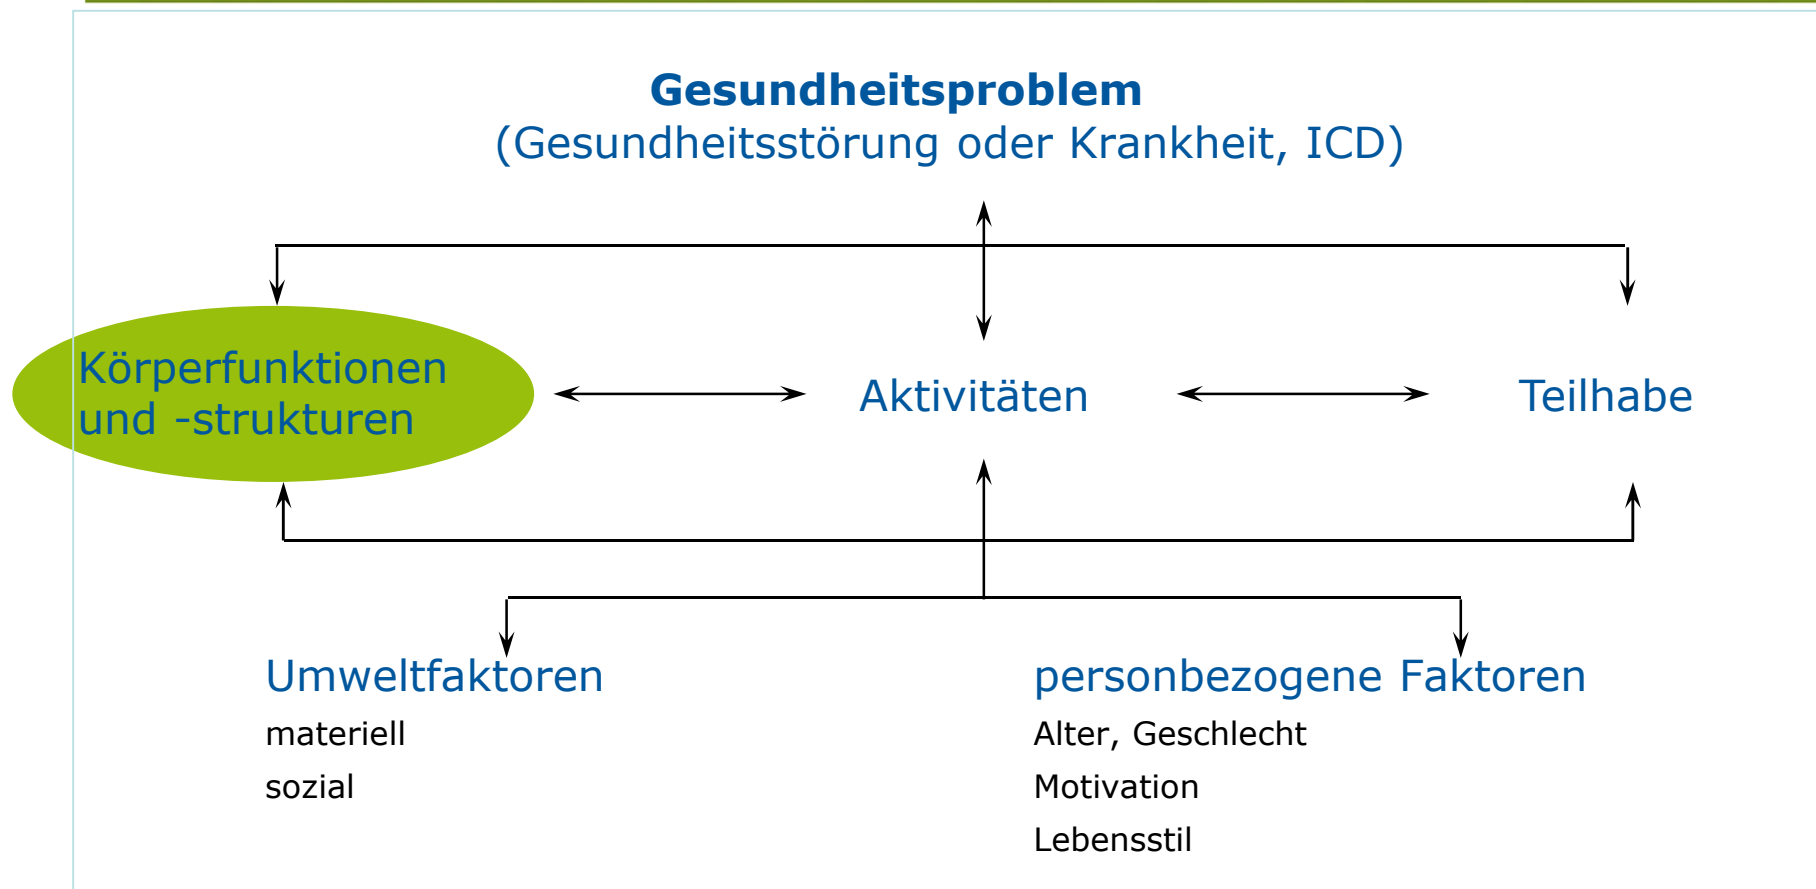 Gesundheitsproblem
(Gesundheitsstörung oder Krankheit, ICD)
Körperfunktionen
und -strukturen
Aktivitäten
Teilhabe
Umweltfaktoren
materiell
sozial
personbezogene Faktoren
Alter, Geschlecht
Motivation
Lebensstil